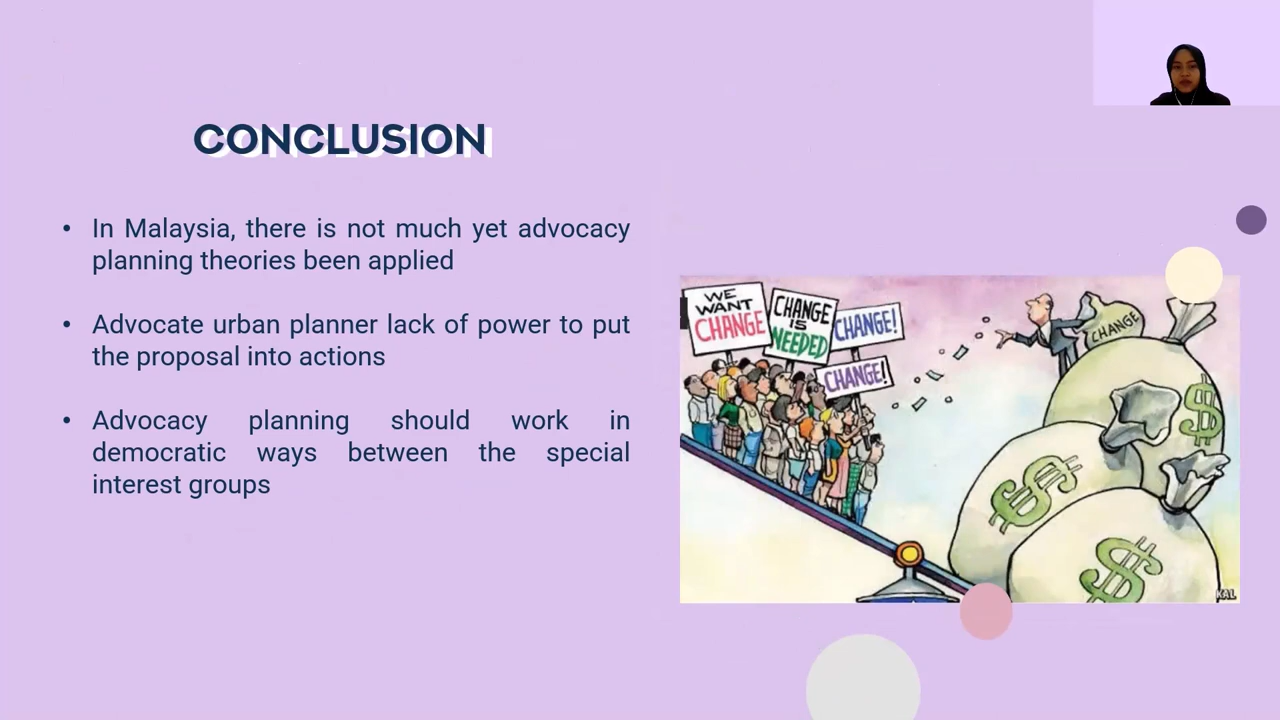 CONCLUSION
• In Malaysia, there is not much yet advocacy
planning theories been applied
• Advocate urban planner lack of power to put
the proposal into actions
• Advocacy planning should work in
democratic ways between the special
interest groups
WE
WANT
CHANGE
CHANGE
IS
NEEDED
CHANGE!
CHANGE!
CHANGE
$
$
$
KAL